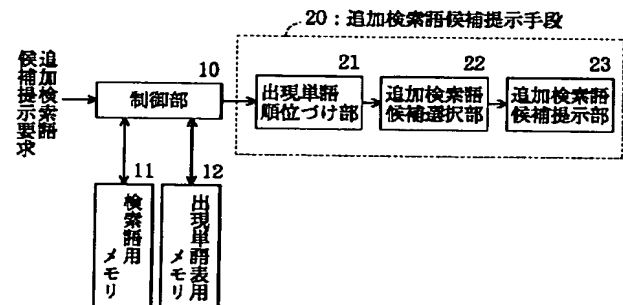 20：追加検索語候補提示手段
追加検索語
候補提示要求
10
制御部
21
出現単語
順位づけ部
22
追加検索語
候補選択部
23
追加検索語
候補提示部
11
検索語用
メモリ
12
出現単語表用
メモリ